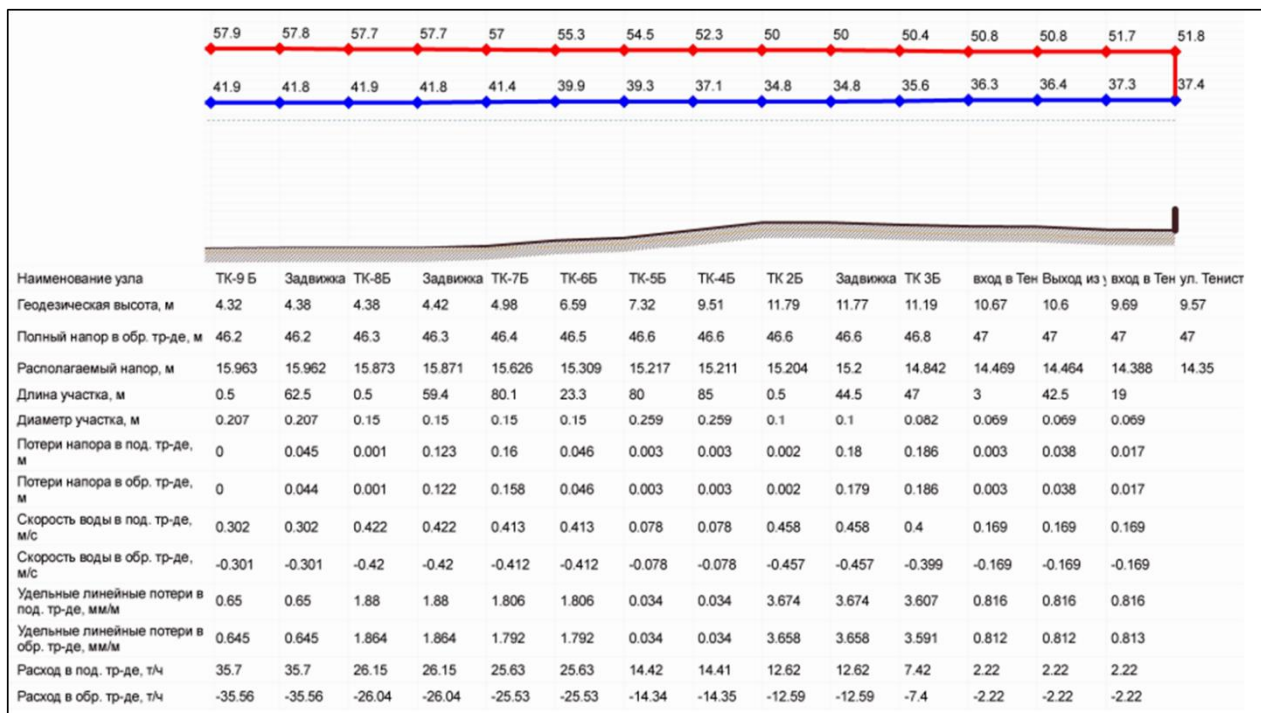 57.9 57.8 57.7 57.7 57 55.3 54.5 52.3 50 50 50.4 50.8 50.8 51.7 51.8
41.9 41.8 41.9 41.8 41.4 39.9 39.3 37.1 34.8 34.8 35.6 36.3 36.4 37.3 37.4
Наименование узла ТК-9 Б Задвижка ТК-8Б Задвижка ТК-7Б ТК-6Б ТК-5Б ТК-4Б ТК 2Б Задвижка ТК 3Б вход в Тен Выход из у вход в Тен ул. Тенист
Геодезическая высота, м 4.32 4.38 4.38 4.42 4.98 6.59 7.32 9.51 11.79 11.77 11.19 10.67 10.6 9.69 9.57
Полный напор в обр. тр-де, м 46.2 46.2 46.3 46.3 46.4 46.5 46.6 46.6 46.6 46.6 46.8 47 47 47 47
Располагаемый напор, м 15.963 15.962 15.873 15.871 15.626 15.309 15.217 15.211 15.204 15.2 14.842 14.469 14.464 14.388 14.35
Длина участка, м 0.5 62.5 0.5 59.4 80.1 23.3 80 85 0.5 44.5 47 3 42.5 19
Диаметр участка, м 0.207 0.207 0.15 0.15 0.15 0.15 0.259 0.259 0.1 0.1 0.082 0.069 0.069 0.069
Потери напора в под. тр-де,
м 0 0.045 0.001 0.123 0.16 0.046 0.003 0.003 0.002 0.18 0.186 0.003 0.038 0.017
Потери напора в обр. тр-де,
м 0 0.044 0.001 0.122 0.158 0.046 0.003 0.003 0.002 0.179 0.186 0.003 0.038 0.017
Скорость воды в под. тр-де,
м/с 0.302 0.302 0.422 0.422 0.413 0.413 0.078 0.078 0.458 0.458 0.4 0.169 0.169 0.169
Скорость воды в обр. тр-де,
м/с -0.301 -0.301 -0.42 -0.42 -0.412 -0.412 -0.078 -0.078 -0.457 -0.457 -0.399 -0.169 -0.169 -0.169
Удельные линейные потери в
под. тр-де, мм/м 0.65 0.65 1.88 1.88 1.806 1.806 0.034 0.034 3.674 3.674 3.607 0.816 0.816 0.816
Удельные линейные потери в
обр. тр-де, мм/м 0.645 0.645 1.864 1.864 1.792 1.792 0.034 0.034 3.658 3.658 3.591 0.812 0.812 0.813
Расход в под. тр-де, т/ч 35.7 35.7 26.15 26.15 25.63 25.63 14.42 14.41 12.62 12.62 7.42 2.22 2.22 2.22
Расход в обр. тр-де, т/ч -35.56 -35.56 -26.04 -26.04 -25.53 -25.53 -14.34 -14.35 -12.59 -12.59 -7.4 -2.22 -2.22 -2.22